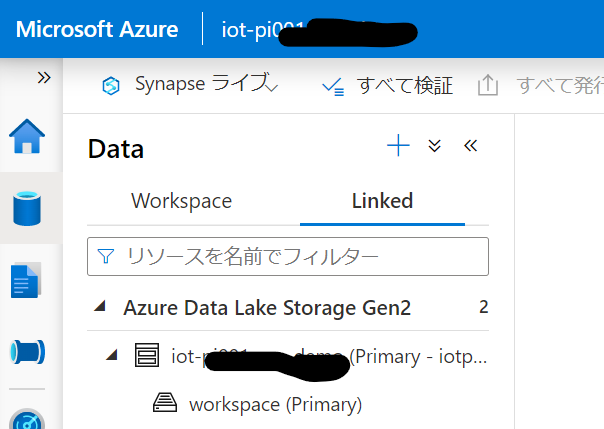 Microsoft Azure iot-pi001
Synapse ライブ すべて検証 すべて発行
Data
Workspace Linked
リソースを名前でフィルター
Azure Data Lake Storage Gen2 2
iot-pi001 demo (Primary - iotp...
workspace (Primary)